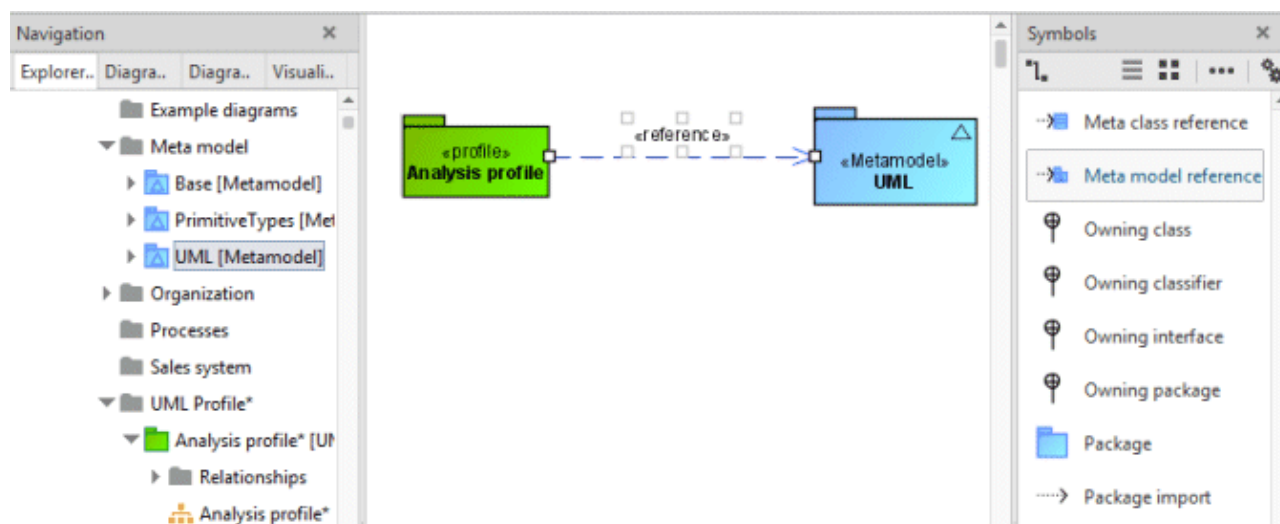 Navigation
Explorer.. Diagra.. Diagra.. Visuali..
Example diagrams
Meta model
Base [Metamodel]
PrimitiveTypes [Met
UML [Metamodel]
Organization
Processes
Sales system
UML Profile*
Analysis profile* [UM
Relationships
Analysis profile*
«profile»
Analysis profile
«reference»
«Metamodel»
UML
Symbols
Meta class reference
Meta model reference
Owning class
Owning classifier
Owning interface
Owning package
Package
Package import